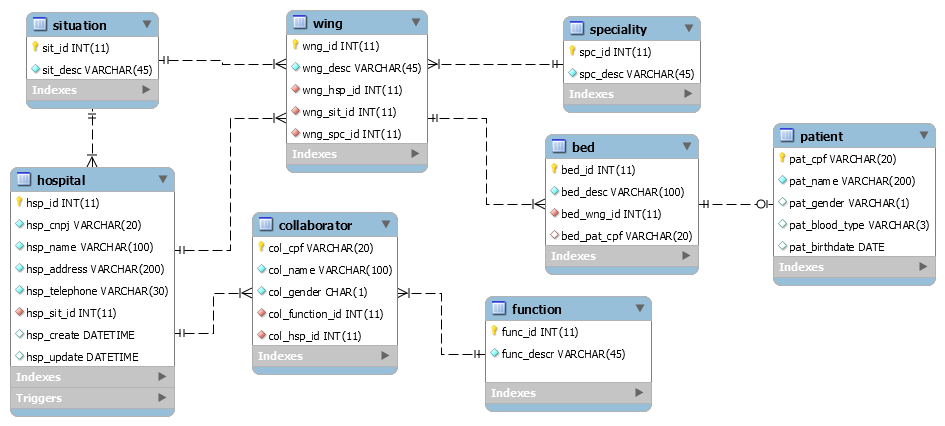 situation
sit_id INT(11)
sit_desc VARCHAR(45)
Indexes
wing
wng_id INT(11)
wng_desc VARCHAR(45)
wng_hsp_id INT(11)
wng_sit_id INT(11)
wng_spc_id INT(11)
Indexes
speciality
spc_id INT(11)
spc_desc VARCHAR(45)
Indexes
hospital
hsp_id INT(11)
hsp_cnpj VARCHAR(20)
hsp_name VARCHAR(100)
hsp_address VARCHAR(200)
hsp_telephone VARCHAR(30)
hsp_sit_id INT(11)
hsp_create DATETIME
hsp_update DATETIME
Indexes
Triggers
collaborator
col_cpf VARCHAR(20)
col_name VARCHAR(100)
col_gender CHAR(1)
col_function_id INT(11)
col_hsp_id INT(11)
Indexes
bed
bed_id INT(11)
bed_desc VARCHAR(100)
bed_wng_id INT(11)
bed_pat_cpf VARCHAR(20)
Indexes
patient
pat_cpf VARCHAR(20)
pat_name VARCHAR(200)
pat_gender VARCHAR(1)
pat_blood_type VARCHAR(3)
pat_birthdate DATE
Indexes
function
func_id INT(11)
func_descr VARCHAR(45)
Indexes